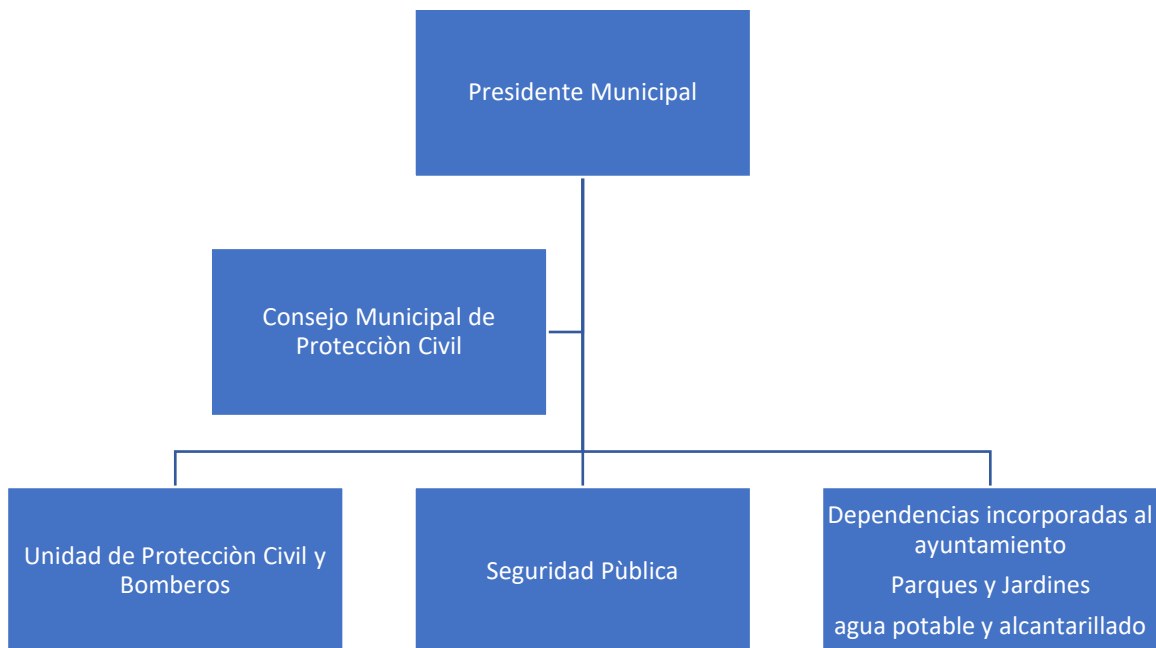 Presidente Municipal
Consejo Municipal de
Protecciòn Civil
Unidad de Protecciòn Civil y
Bomberos
Seguridad Pùblica
Dependencias incorporadas al
ayuntamiento
Parques y Jardines
agua potable y alcantarillado